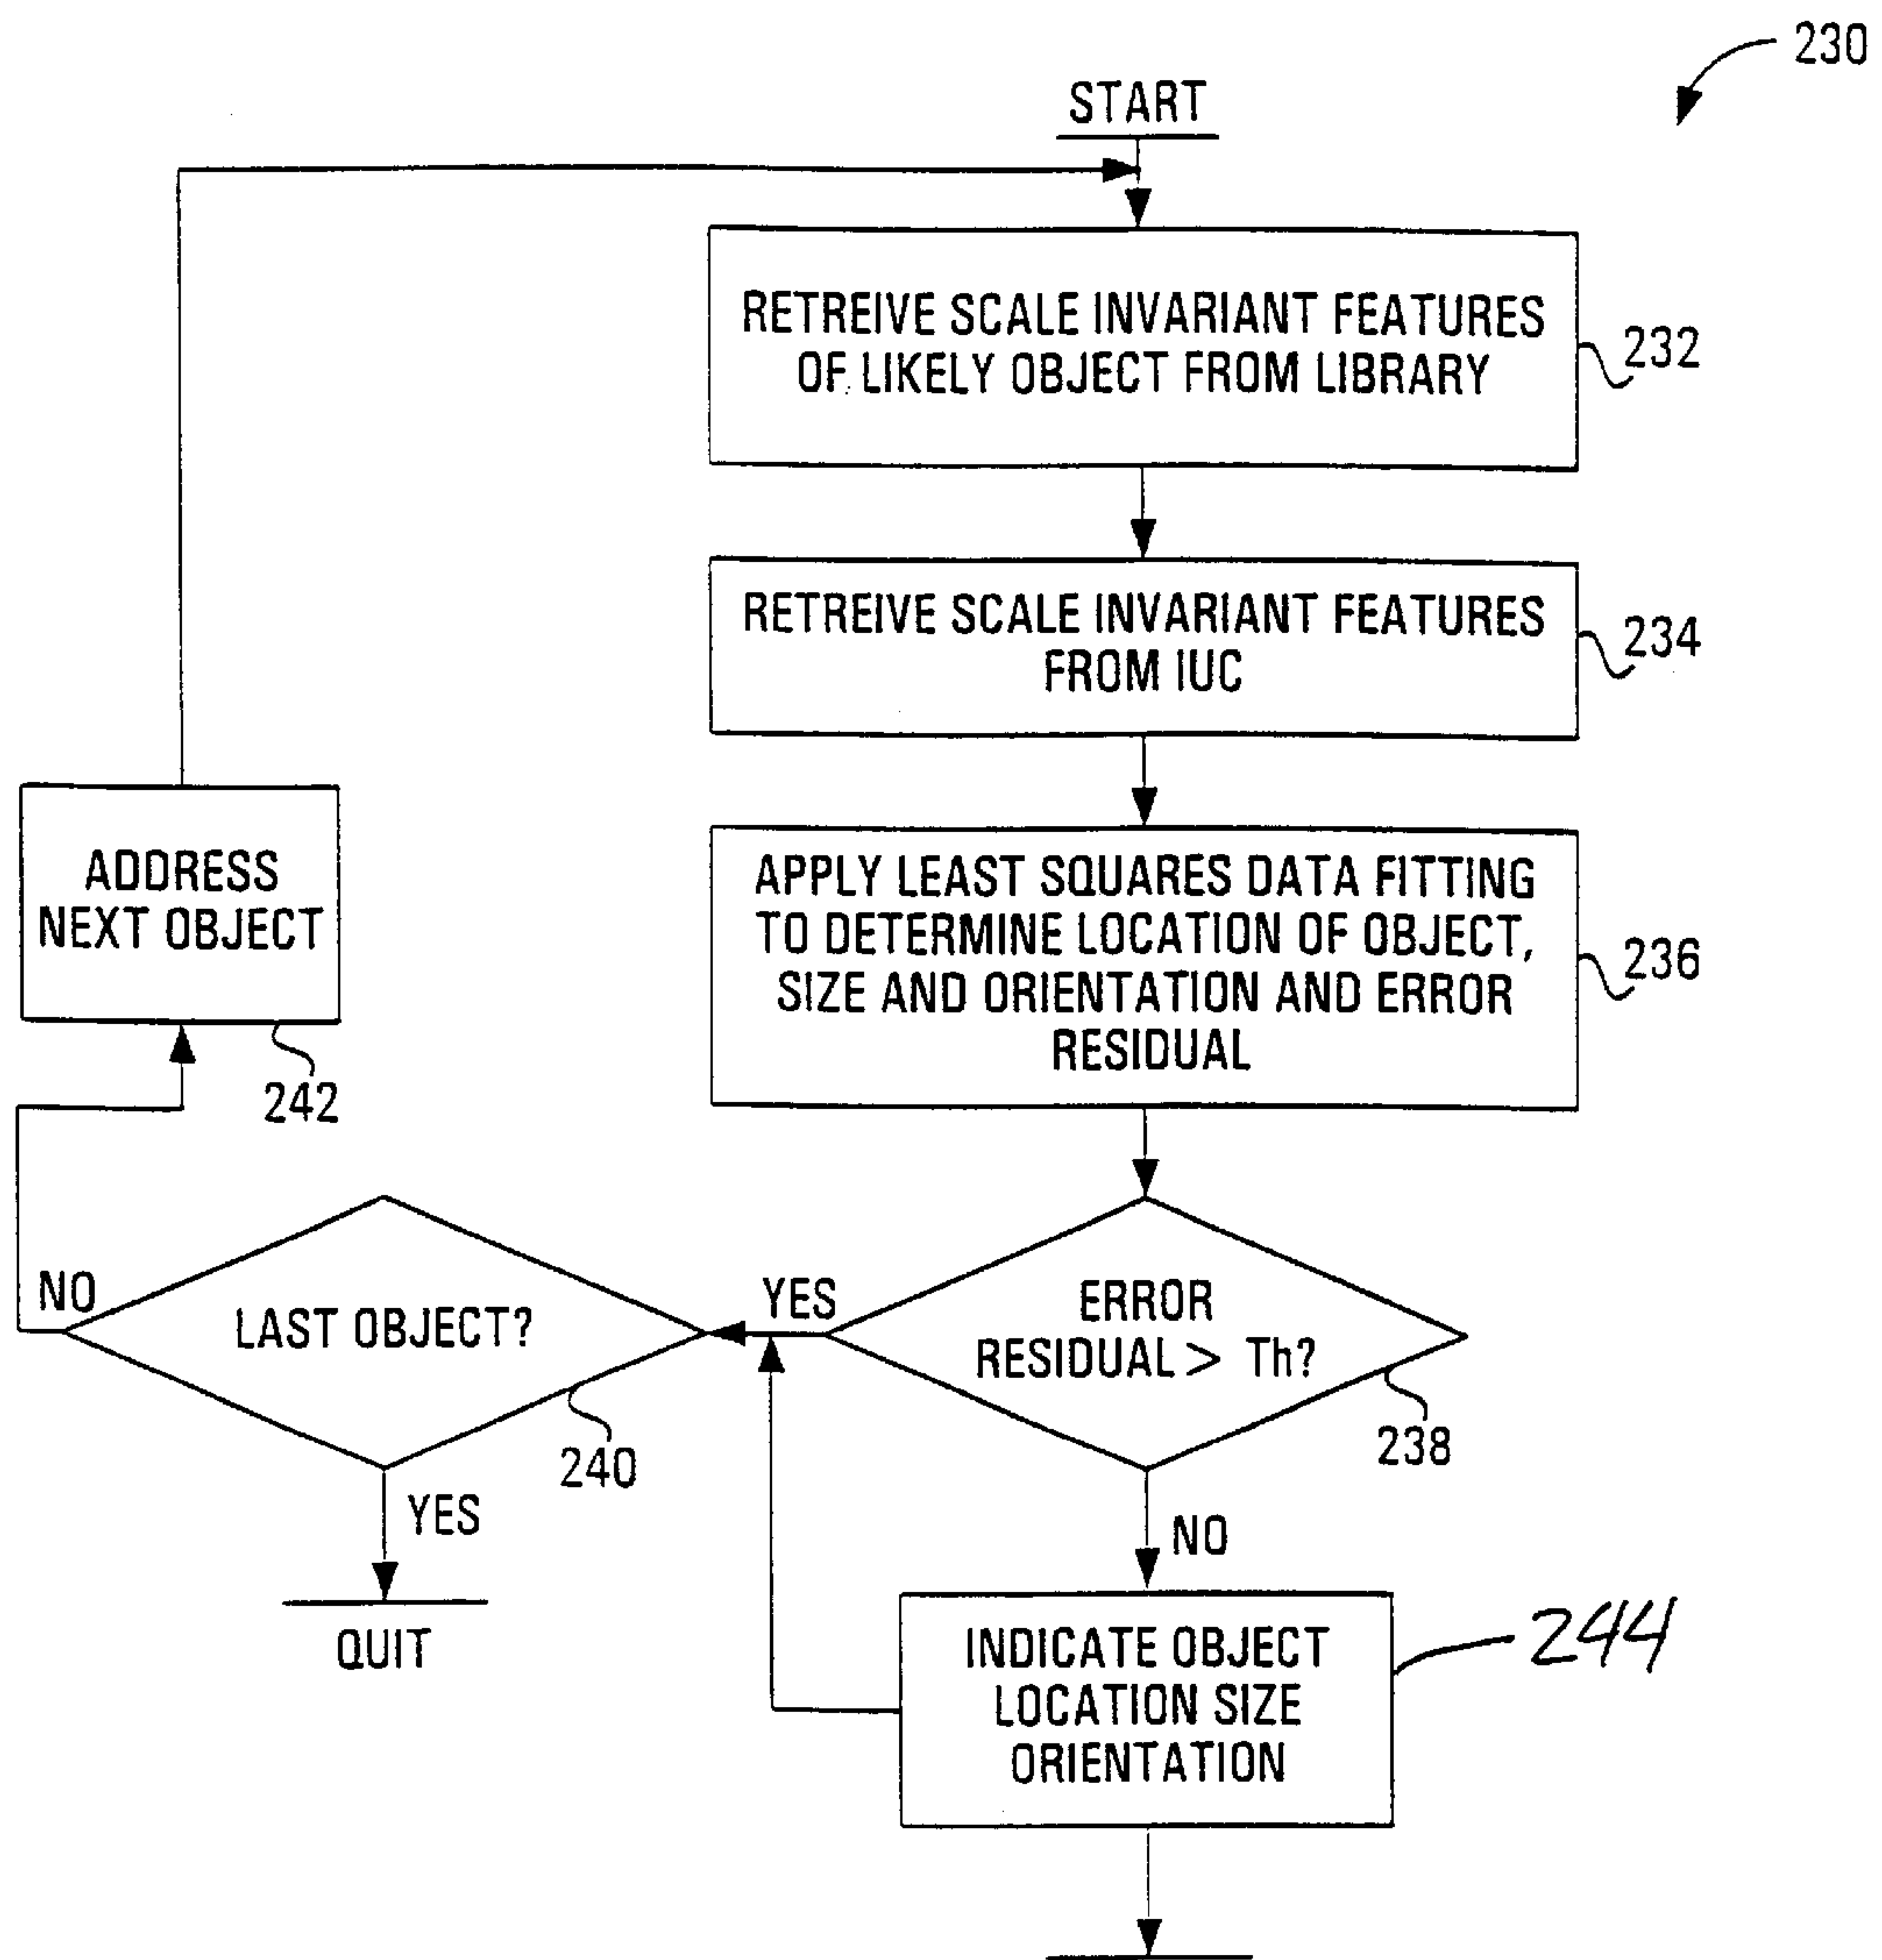 230
START
RETREIVE SCALE INVARIANT FEATURES
OF LIKELY OBJECT FROM LIBRARY
232
RETREIVE SCALE INVARIANT FEATURES
FROM IUC
234
APPLY LEAST SQUARES DATA FITTING
TO DETERMINE LOCATION OF OBJECT,
SIZE AND ORIENTATION AND ERROR
RESIDUAL
236
ADDRESS
NEXT OBJECT
242
ERROR
RESIDUAL > Th?
238
YES
LAST OBJECT?
240
NO
YES
QUIT
NO
INDICATE OBJECT
LOCATION SIZE
ORIENTATION
244